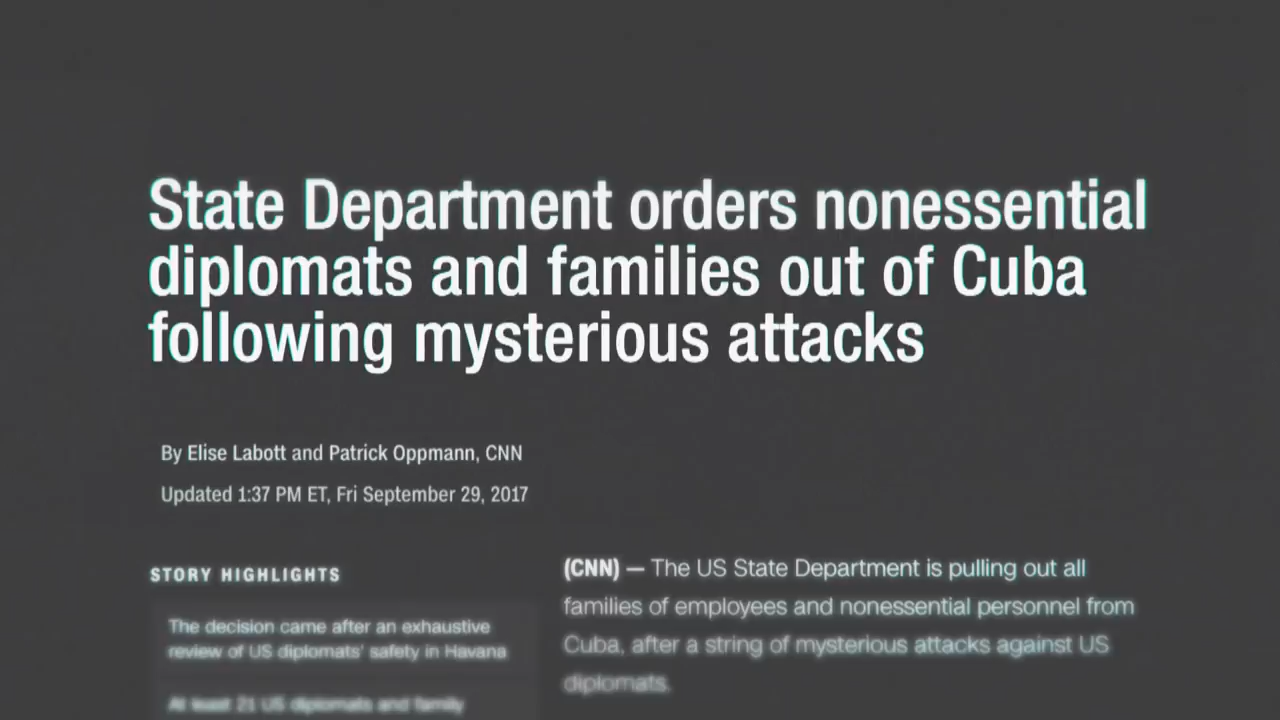 State Department orders nonessential
diplomats and families out of Cuba
following mysterious attacks
By Elise Labott and Patrick Oppmann, CNN
Updated 1:37 PM ET, Fri September 29, 2017
STORY HIGHLIGHTS
The decision came after an exhaustive
review of US diplomats' safety in Havana
At least 21 US diplomats and family
(CNN) — The US State Department is pulling out all
families of employees and nonessential personnel from
Cuba, after a string of mysterious attacks against US
diplomats.